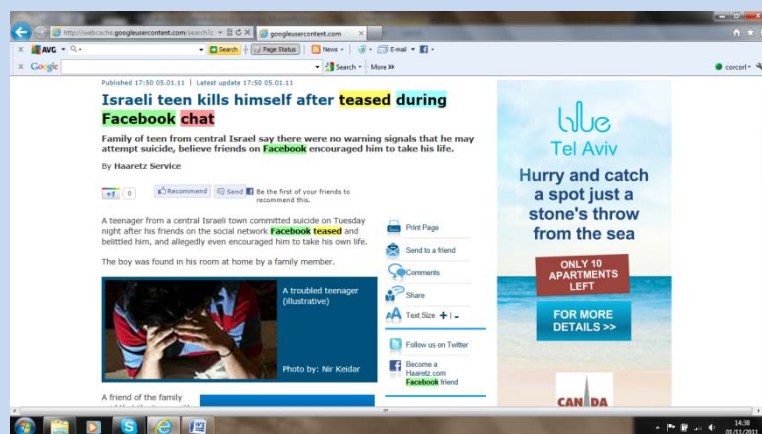 http://webcache.googleusercontent.com/search?c
googleusercontent.com
AVG
Search
Page Status
News
E-mail
Google
Search
More >>
corcorl
Published 17:50 05.01.11 | Latest update 17:50 05.01.11
Israeli teen kills himself after teased during
Facebook chat
Family of teen from central Israel say there were no warning signals that he may
attempt suicide, believe friends on Facebook encouraged him to take his life.
By Haaretz Service
+1 0
Recommend
Send
Be the first of your friends to
recommend this.
A teenager from a central Israeli town committed suicide on Tuesday
night after his friends on the social network Facebook teased and
belittled him, and allegedly even encouraged him to take his own life.
The boy was found in his room at home by a family member.
A troubled teenager
(illustrative)
Photo by: Nir Keidar
A friend of the family
Print Page
Send to a friend
Comments
Share
Text Size + | -
Follow us on Twitter
Become a
Haaretz.com
Facebook friend
blue
Tel Aviv
Hurry and catch
a spot just a
stone's throw
from the sea
ONLY 10
APARTMENTS
LEFT
FOR MORE
DETAILS >>
CANADA
14:38
01/11/2011